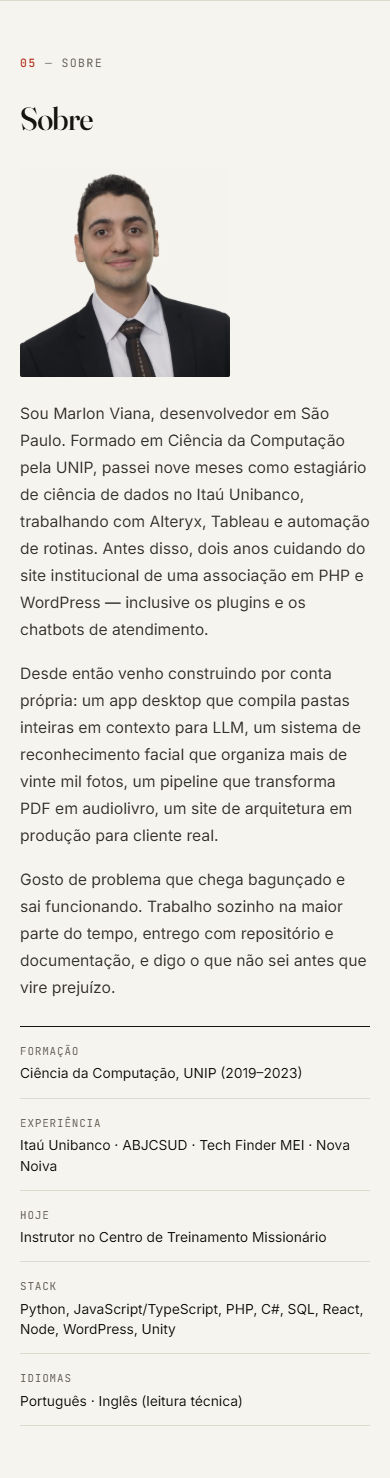 05 — SOBRE
Sobre
Sou Marlon Viana, desenvolvedor em São
Paulo. Formado em Ciência da Computação
pela UNIP, passei nove meses como estagiário
de ciência de dados no Itaú Unibanco,
trabalhando com Alteryx, Tableau e automação
de rotinas. Antes disso, dois anos cuidando do
site institucional de uma associação em PHP e
WordPress — inclusive os plugins e os
chatbots de atendimento.
Desde então venho construindo por conta
própria: um app desktop que compila pastas
inteiras em contexto para LLM, um sistema de
reconhecimento facial que organiza mais de
vinte mil fotos, um pipeline que transforma
PDF em audiolivro, um site de arquitetura em
produção para cliente real.
Gosto de problema que chega bagunçado e
sai funcionando. Trabalho sozinho na maior
parte do tempo, entrego com repositório e
documentação, e digo o que não sei antes que
vire prejuízo.
FORMAÇÃO
Ciência da Computação, UNIP (2019–2023)
EXPERIÊNCIA
Itaú Unibanco · ABJCSUD · Tech Finder MEI · Nova
Noiva
HOJE
Instrutor no Centro de Treinamento Missionário
STACK
Python, JavaScript/TypeScript, PHP, C#, SQL, React,
Node, WordPress, Unity
IDIOMAS
Português · Inglês (leitura técnica)